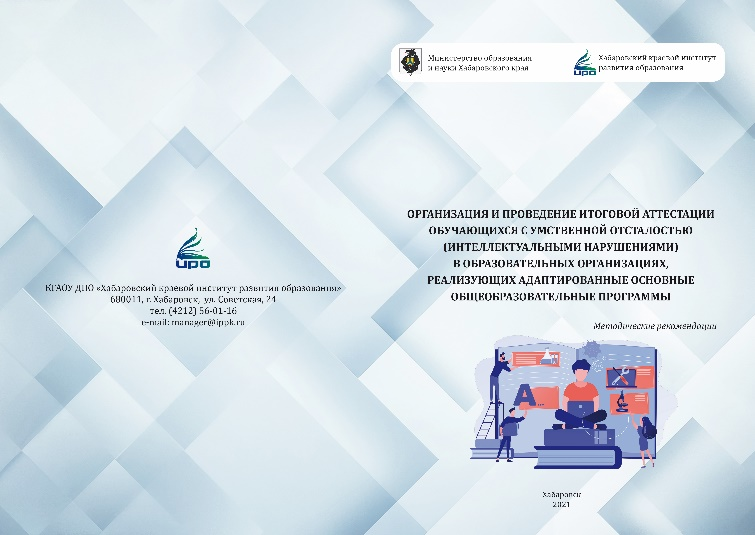 Министерство образования
и науки Хабаровского края
Хабаровский краевой институт
развития образования
ИРО
ОРГАНИЗАЦИЯ И ПРОВЕДЕНИЕ ИТОГОВОЙ АТТЕСТАЦИИ
ОБУЧАЮЩИХСЯ С УМСТВЕННОЙ ОТСТАЛОСТЬЮ
(ИНТЕЛЛЕКТУАЛЬНЫМИ НАРУШЕНИЯМИ)
В ОБРАЗОВАТЕЛЬНЫХ ОРГАНИЗАЦИЯХ,
РЕАЛИЗУЮЩИХ АДАПТИРОВАННЫЕ ОСНОВНЫЕ
ОБЩЕОБРАЗОВАТЕЛЬНЫЕ ПРОГРАММЫ
Методические рекомендации
A
Хабаровск
2021
ИРО
КГАОУ ДПО «Хабаровский краевой институт развития образования»
680011, г. Хабаровск, ул. Советская, 24
тел. (4212) 56-01-16
e-mail: manager@ippk.ru